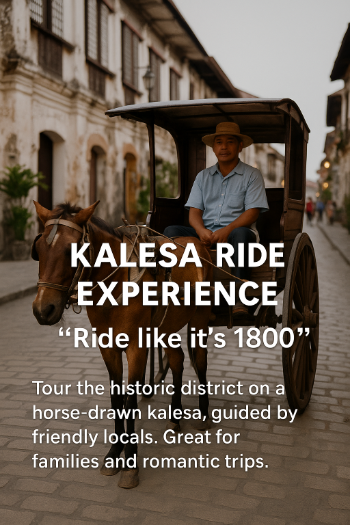 KALESA RIDE
EXPERIENCE
“Ride like it’s 1800”
Tour the historic district on a
horse-drawn kalesa, guided by
friendly locals. Great for
families and romantic trips.